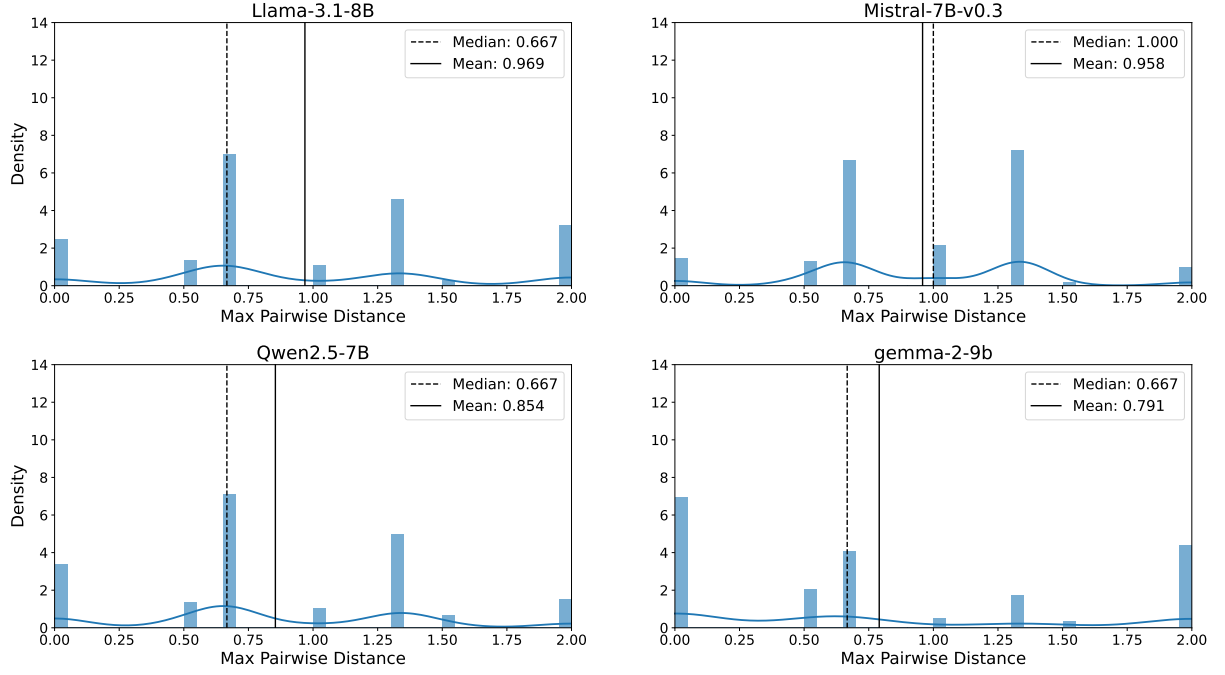 Llama-3.1-8B
Median: 0.667
Mean: 0.969
14
12
10
8
6
4
2
0
Density
0.00 0.25 0.50 0.75 1.00 1.25 1.50 1.75 2.00
Max Pairwise Distance
Mistral-7B-v0.3
Median: 1.000
Mean: 0.958
14
12
10
8
6
4
2
0
0.00 0.25 0.50 0.75 1.00 1.25 1.50 1.75 2.00
Max Pairwise Distance
Qwen2.5-7B
Median: 0.667
Mean: 0.854
14
12
10
8
6
4
2
0
Density
0.00 0.25 0.50 0.75 1.00 1.25 1.50 1.75 2.00
Max Pairwise Distance
gemma-2-9b
Median: 0.667
Mean: 0.791
14
12
10
8
6
4
2
0
0.00 0.25 0.50 0.75 1.00 1.25 1.50 1.75 2.00
Max Pairwise Distance